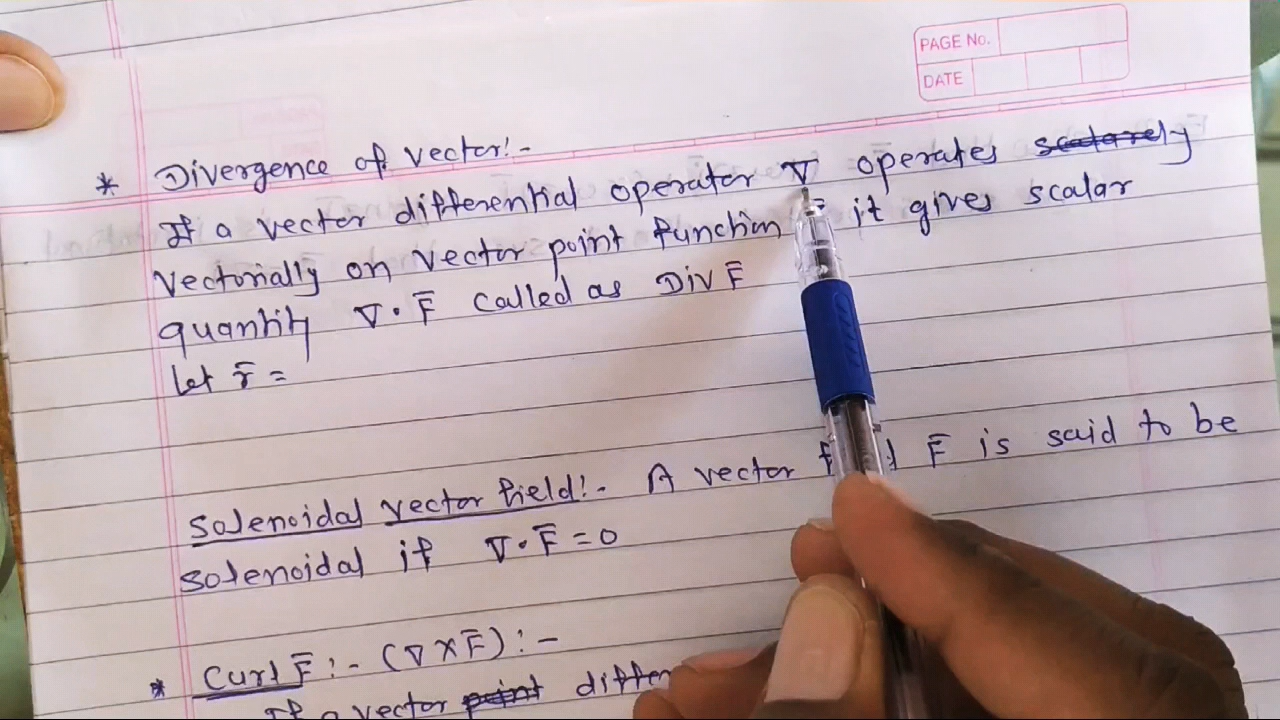 PAGE No.
DATE
* Divergence of vector:-
If a vector differential operator ∇ operates scalarely
vectorially on vector point function it gives scalar
quantity ∇·F̄ called as Div F̄
let r̄ =
Solenoidal vector field:- A vector F̄ is said to be
solenoidal if ∇·F̄ = 0
* Curl F̄ :- (∇×F̄) :-
If a vector point